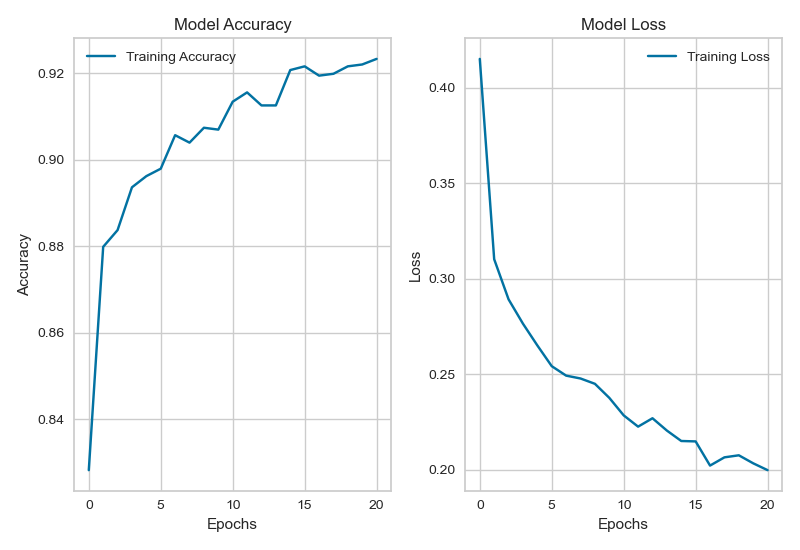 Model Accuracy
Training Accuracy
0.92
0.90
0.88
0.86
0.84
Accuracy
0 5 10 15 20
Epochs
Model Loss
Training Loss
0.40
0.35
0.30
0.25
0.20
Loss
0 5 10 15 20
Epochs